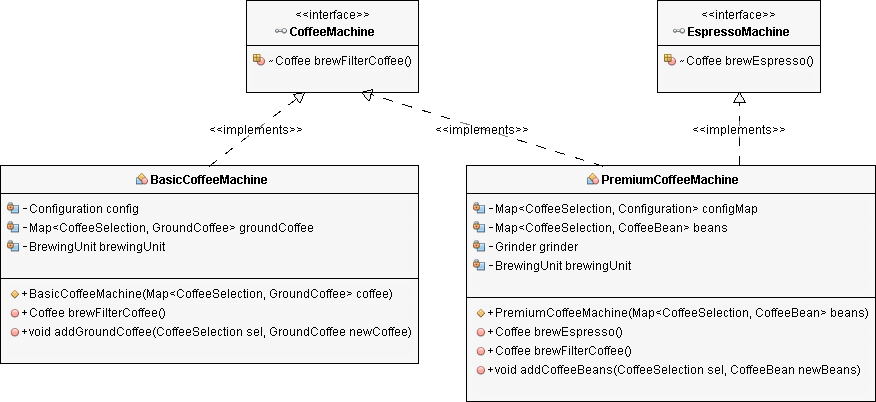 <<interface>>
CoffeeMachine
~ Coffee brewFilterCoffee()
<<interface>>
EspressoMachine
~ Coffee brewEspresso()
<<implements>>
<<implements>>
<<implements>>
BasicCoffeeMachine
- Configuration config
- Map<CoffeeSelection, GroundCoffee> groundCoffee
- BrewingUnit brewingUnit
+ BasicCoffeeMachine(Map<CoffeeSelection, GroundCoffee> coffee)
+ Coffee brewFilterCoffee()
+ void addGroundCoffee(CoffeeSelection sel, GroundCoffee newCoffee)
PremiumCoffeeMachine
- Map<CoffeeSelection, Configuration> configMap
- Map<CoffeeSelection, CoffeeBean> beans
- Grinder grinder
- BrewingUnit brewingUnit
+ PremiumCoffeeMachine(Map<CoffeeSelection, CoffeeBean> beans)
+ Coffee brewEspresso()
+ Coffee brewFilterCoffee()
+ void addCoffeeBeans(CoffeeSelection sel, CoffeeBean newBeans)